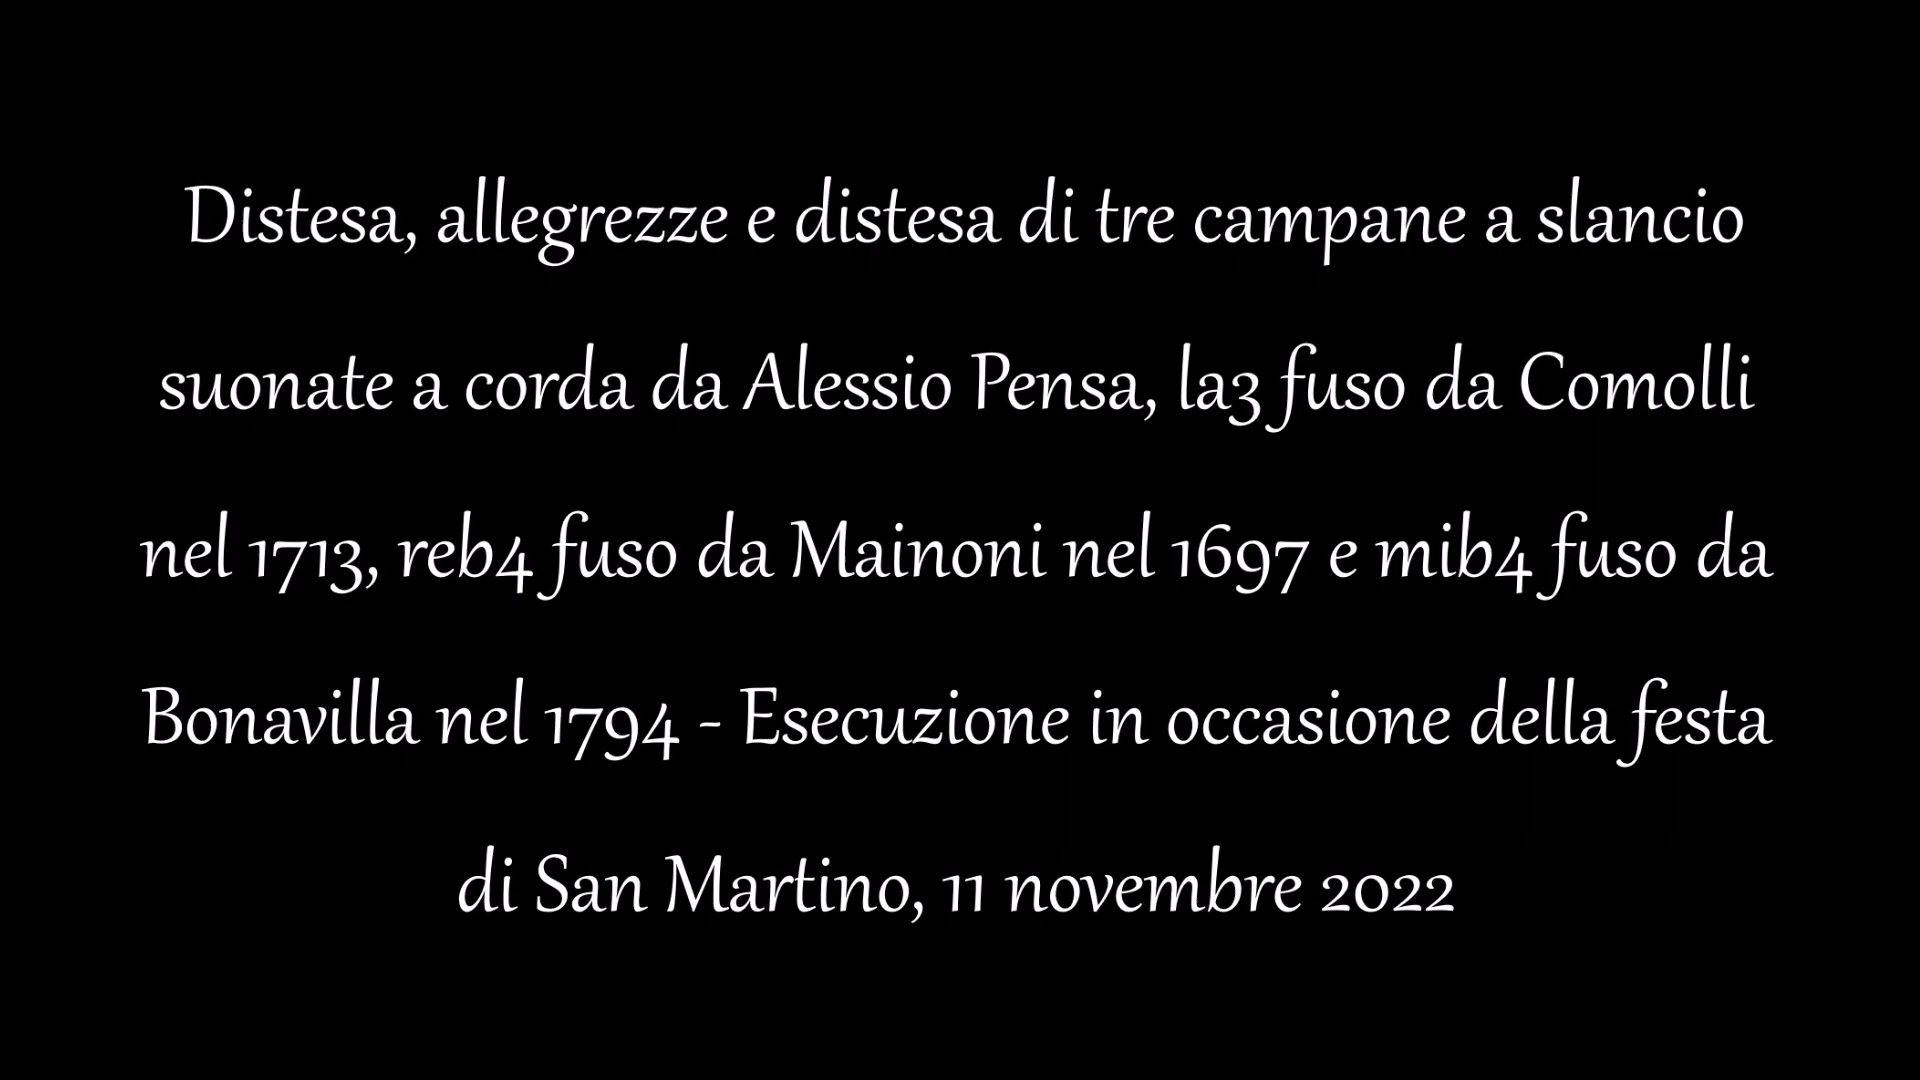 Distesa, allegrezze e distesa di tre campane a slancio
suonate a corda da Alessio Pensa, la3 fuso da Comolli
nel 1713, reb4 fuso da Mainoni nel 1697 e mib4 fuso da
Bonavilla nel 1794 - Esecuzione in occasione della festa
di San Martino, 11 novembre 2022